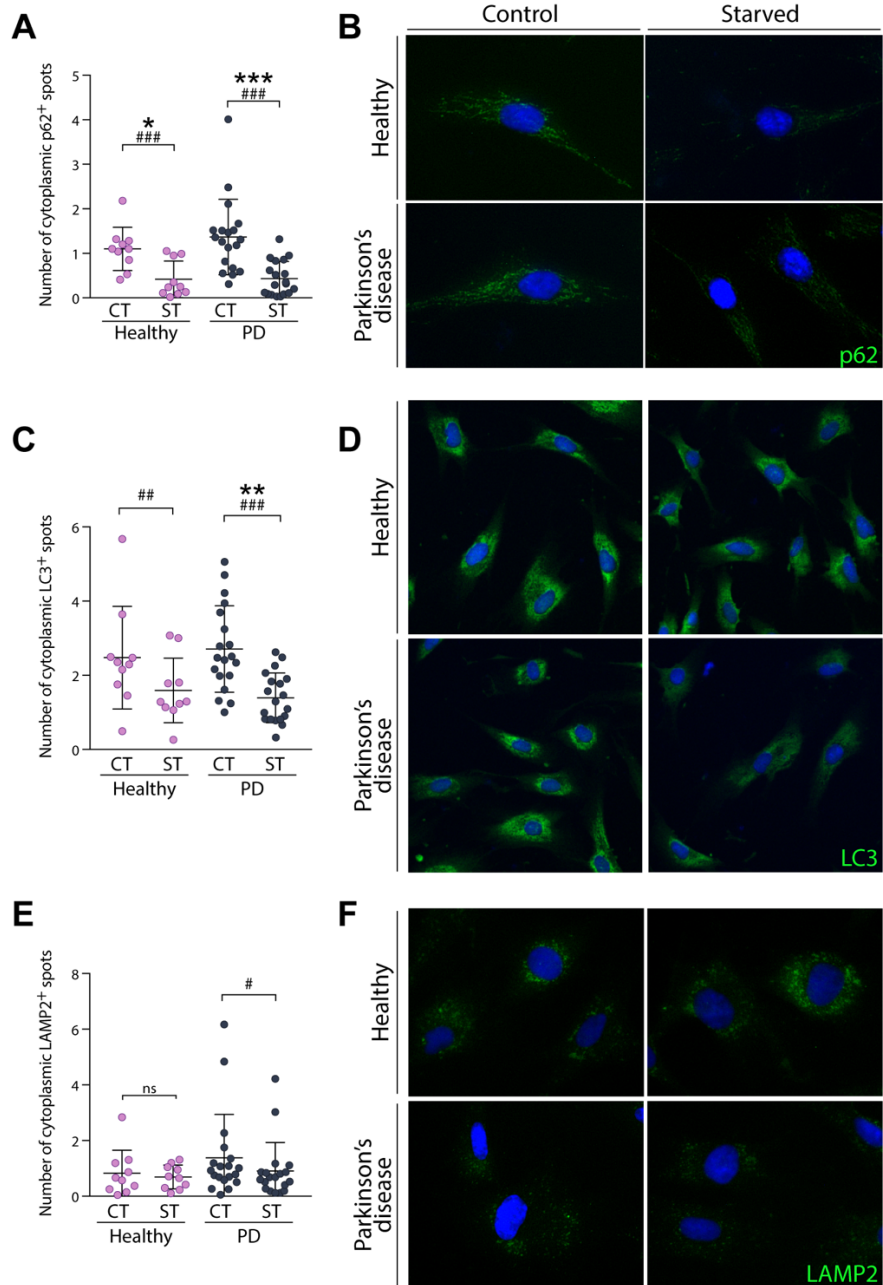 A
Number of cytoplasmic p62+ spots
5
4
3
2
1
0
*
###
***
###
CT ST CT ST
Healthy PD
B
Control Starved
Healthy
Parkinson's
disease
p62
C
Number of cytoplasmic LC3+ spots
6
4
2
0
##
**
###
CT ST CT ST
Healthy PD
D
Healthy
Parkinson's
disease
LC3
E
Number of cytoplasmic LAMP2+ spots
8
6
4
2
0
ns
#
CT ST CT ST
Healthy PD
F
Healthy
Parkinson's
disease
LAMP2